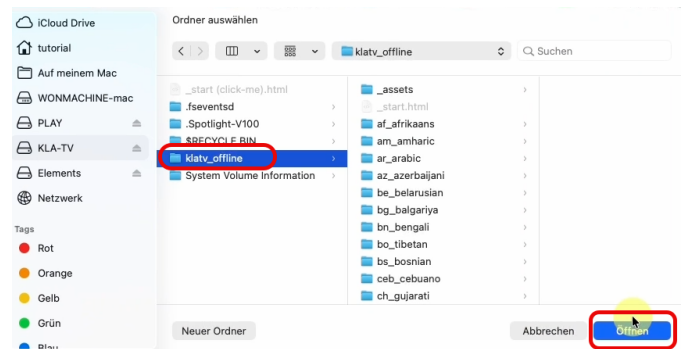 Ordner auswählen
iCloud Drive
tutorial
Auf meinem Mac
WONMACHINE-mac
PLAY
KLA-TV
Elements
Netzwerk
Tags
Rot
Orange
Gelb
Grün
Blau
klatv_offline
Suchen
_start (click-me).html
.fseventsd
.Spotlight-V100
$RECYCLE.BIN
klatv_offline
System Volume Information
_assets
_start.html
af_afrikaans
am_amharic
ar_arabic
az_azerbaijani
be_belarusian
bg_balgariya
bn_bengali
bo_tibetan
bs_bosnian
ceb_cebuano
ch_gujarati
Neuer Ordner
Abbrechen
Öffnen